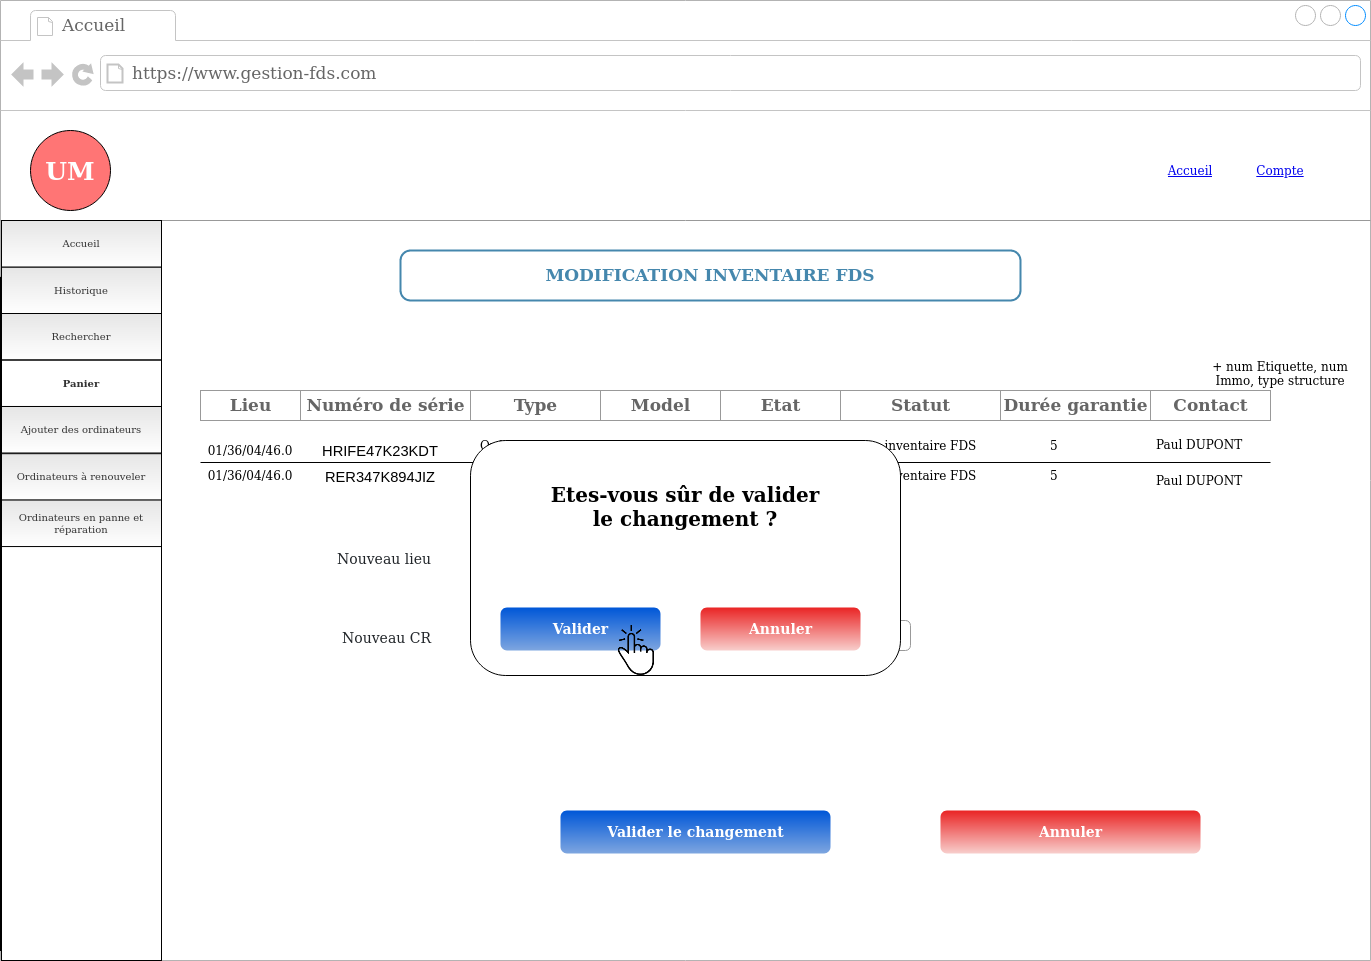 Accueil
https://www.gestion-fds.com
UM
Accueil Compte
Accueil
Historique
Rechercher
Panier
Ajouter des ordinateurs
Ordinateurs à renouveler
Ordinateurs en panne et
réparation
MODIFICATION INVENTAIRE FDS
+ num Etiquette, num
Immo, type structure
Lieu Numéro de série Type Model Etat Statut Durée garantie Contact
01/36/04/46.0 HRIFE47K23KDT inventaire FDS 5 Paul DUPONT
01/36/04/46.0 RER347K894JIZ FDS 5 Paul DUPONT
Etes-vous sûr de valider
le changement ?
Nouveau lieu
Valider Annuler
Nouveau CR
Valider le changement Annuler